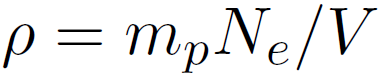 ρ = m_p N_e / V